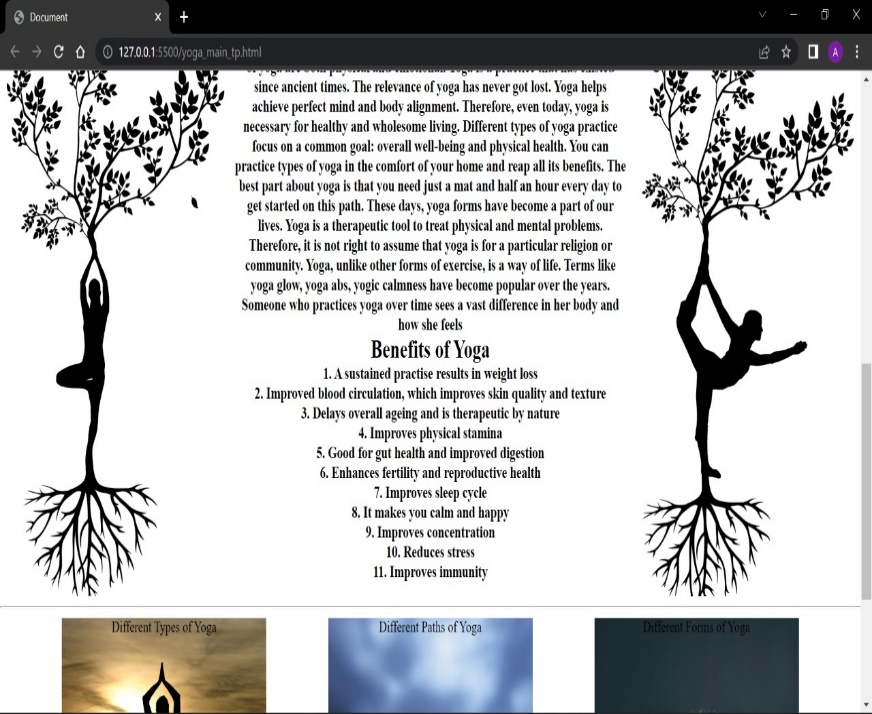 Document
127.0.0.1:5500/yoga_main_tp.html
A
since ancient times. The relevance of yoga has never got lost. Yoga helps
achieve perfect mind and body alignment. Therefore, even today, yoga is
necessary for healthy and wholesome living. Different types of yoga practice
focus on a common goal: overall well-being and physical health. You can
practice types of yoga in the comfort of your home and reap all its benefits. The
best part about yoga is that you need just a mat and half an hour every day to
get started on this path. These days, yoga forms have become a part of our
lives. Yoga is a therapeutic tool to treat physical and mental problems.
Therefore, it is not right to assume that yoga is for a particular religion or
community. Yoga, unlike other forms of exercise, is a way of life. Terms like
yoga glow, yoga abs, yogic calmness have become popular over the years.
Someone who practices yoga over time sees a vast difference in her body and
how she feels
Benefits of Yoga
1. A sustained practise results in weight loss
2. Improved blood circulation, which improves skin quality and texture
3. Delays overall ageing and is therapeutic by nature
4. Improves physical stamina
5. Good for gut health and improved digestion
6. Enhances fertility and reproductive health
7. Improves sleep cycle
8. It makes you calm and happy
9. Improves concentration
10. Reduces stress
11. Improves immunity
Different Types of Yoga
Different Paths of Yoga
Different Forms of Yoga